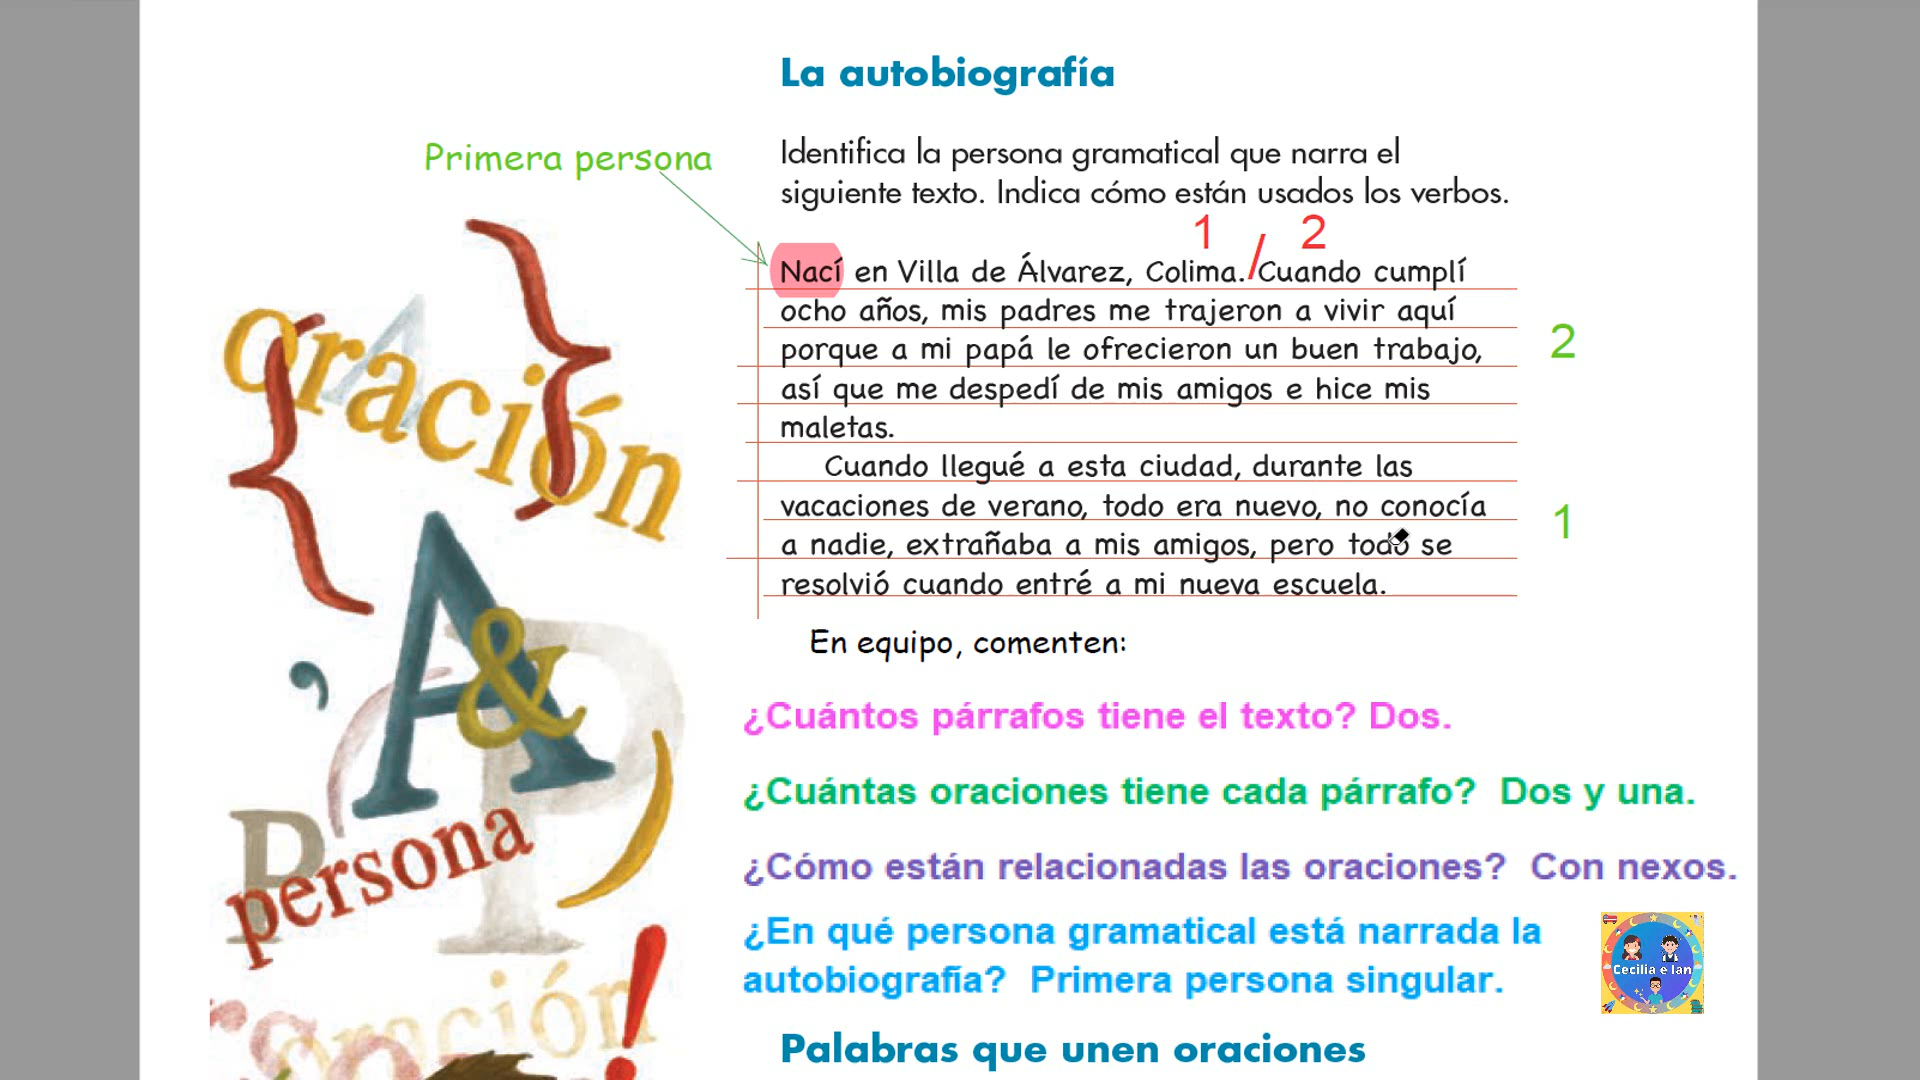 La autobiografía
Primera persona
Identifica la persona gramatical que narra el
siguiente texto. Indica cómo están usados los verbos.
1 / 2
Nací en Villa de Álvarez, Colima. Cuando cumplí
ocho años, mis padres me trajeron a vivir aquí
2
porque a mi papá le ofrecieron un buen trabajo,
así que me despedí de mis amigos e hice mis
maletas.
Cuando llegué a esta ciudad, durante las
vacaciones de verano, todo era nuevo, no conocía
1
a nadie, extrañaba a mis amigos, pero todo se
resolvió cuando entré a mi nueva escuela.
En equipo, comenten:
¿Cuántos párrafos tiene el texto? Dos.
¿Cuántas oraciones tiene cada párrafo? Dos y una.
¿Cómo están relacionadas las oraciones? Con nexos.
¿En qué persona gramatical está narrada la
autobiografía? Primera persona singular.
Palabras que unen oraciones
oración
A
{ }
A
&
P
,
)
P
persona
oración
!
Cecilia e Ian